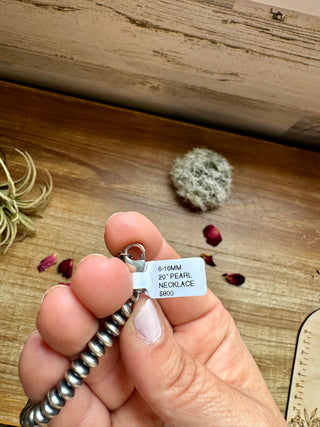 6-16MM
20" PEARL
NECKLACE
$800